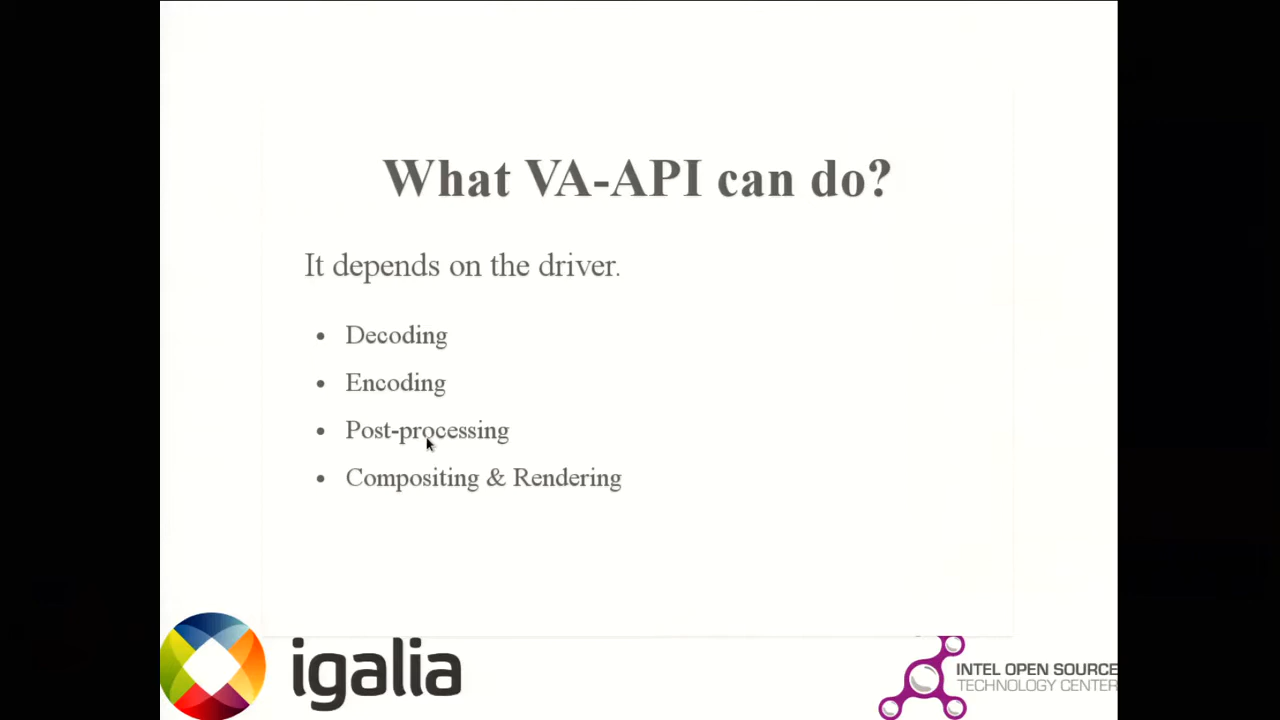 What VA-API can do?
It depends on the driver.
• Decoding
• Encoding
• Post-processing
• Compositing & Rendering
igalia
INTEL OPEN SOURCE
TECHNOLOGY CENTER